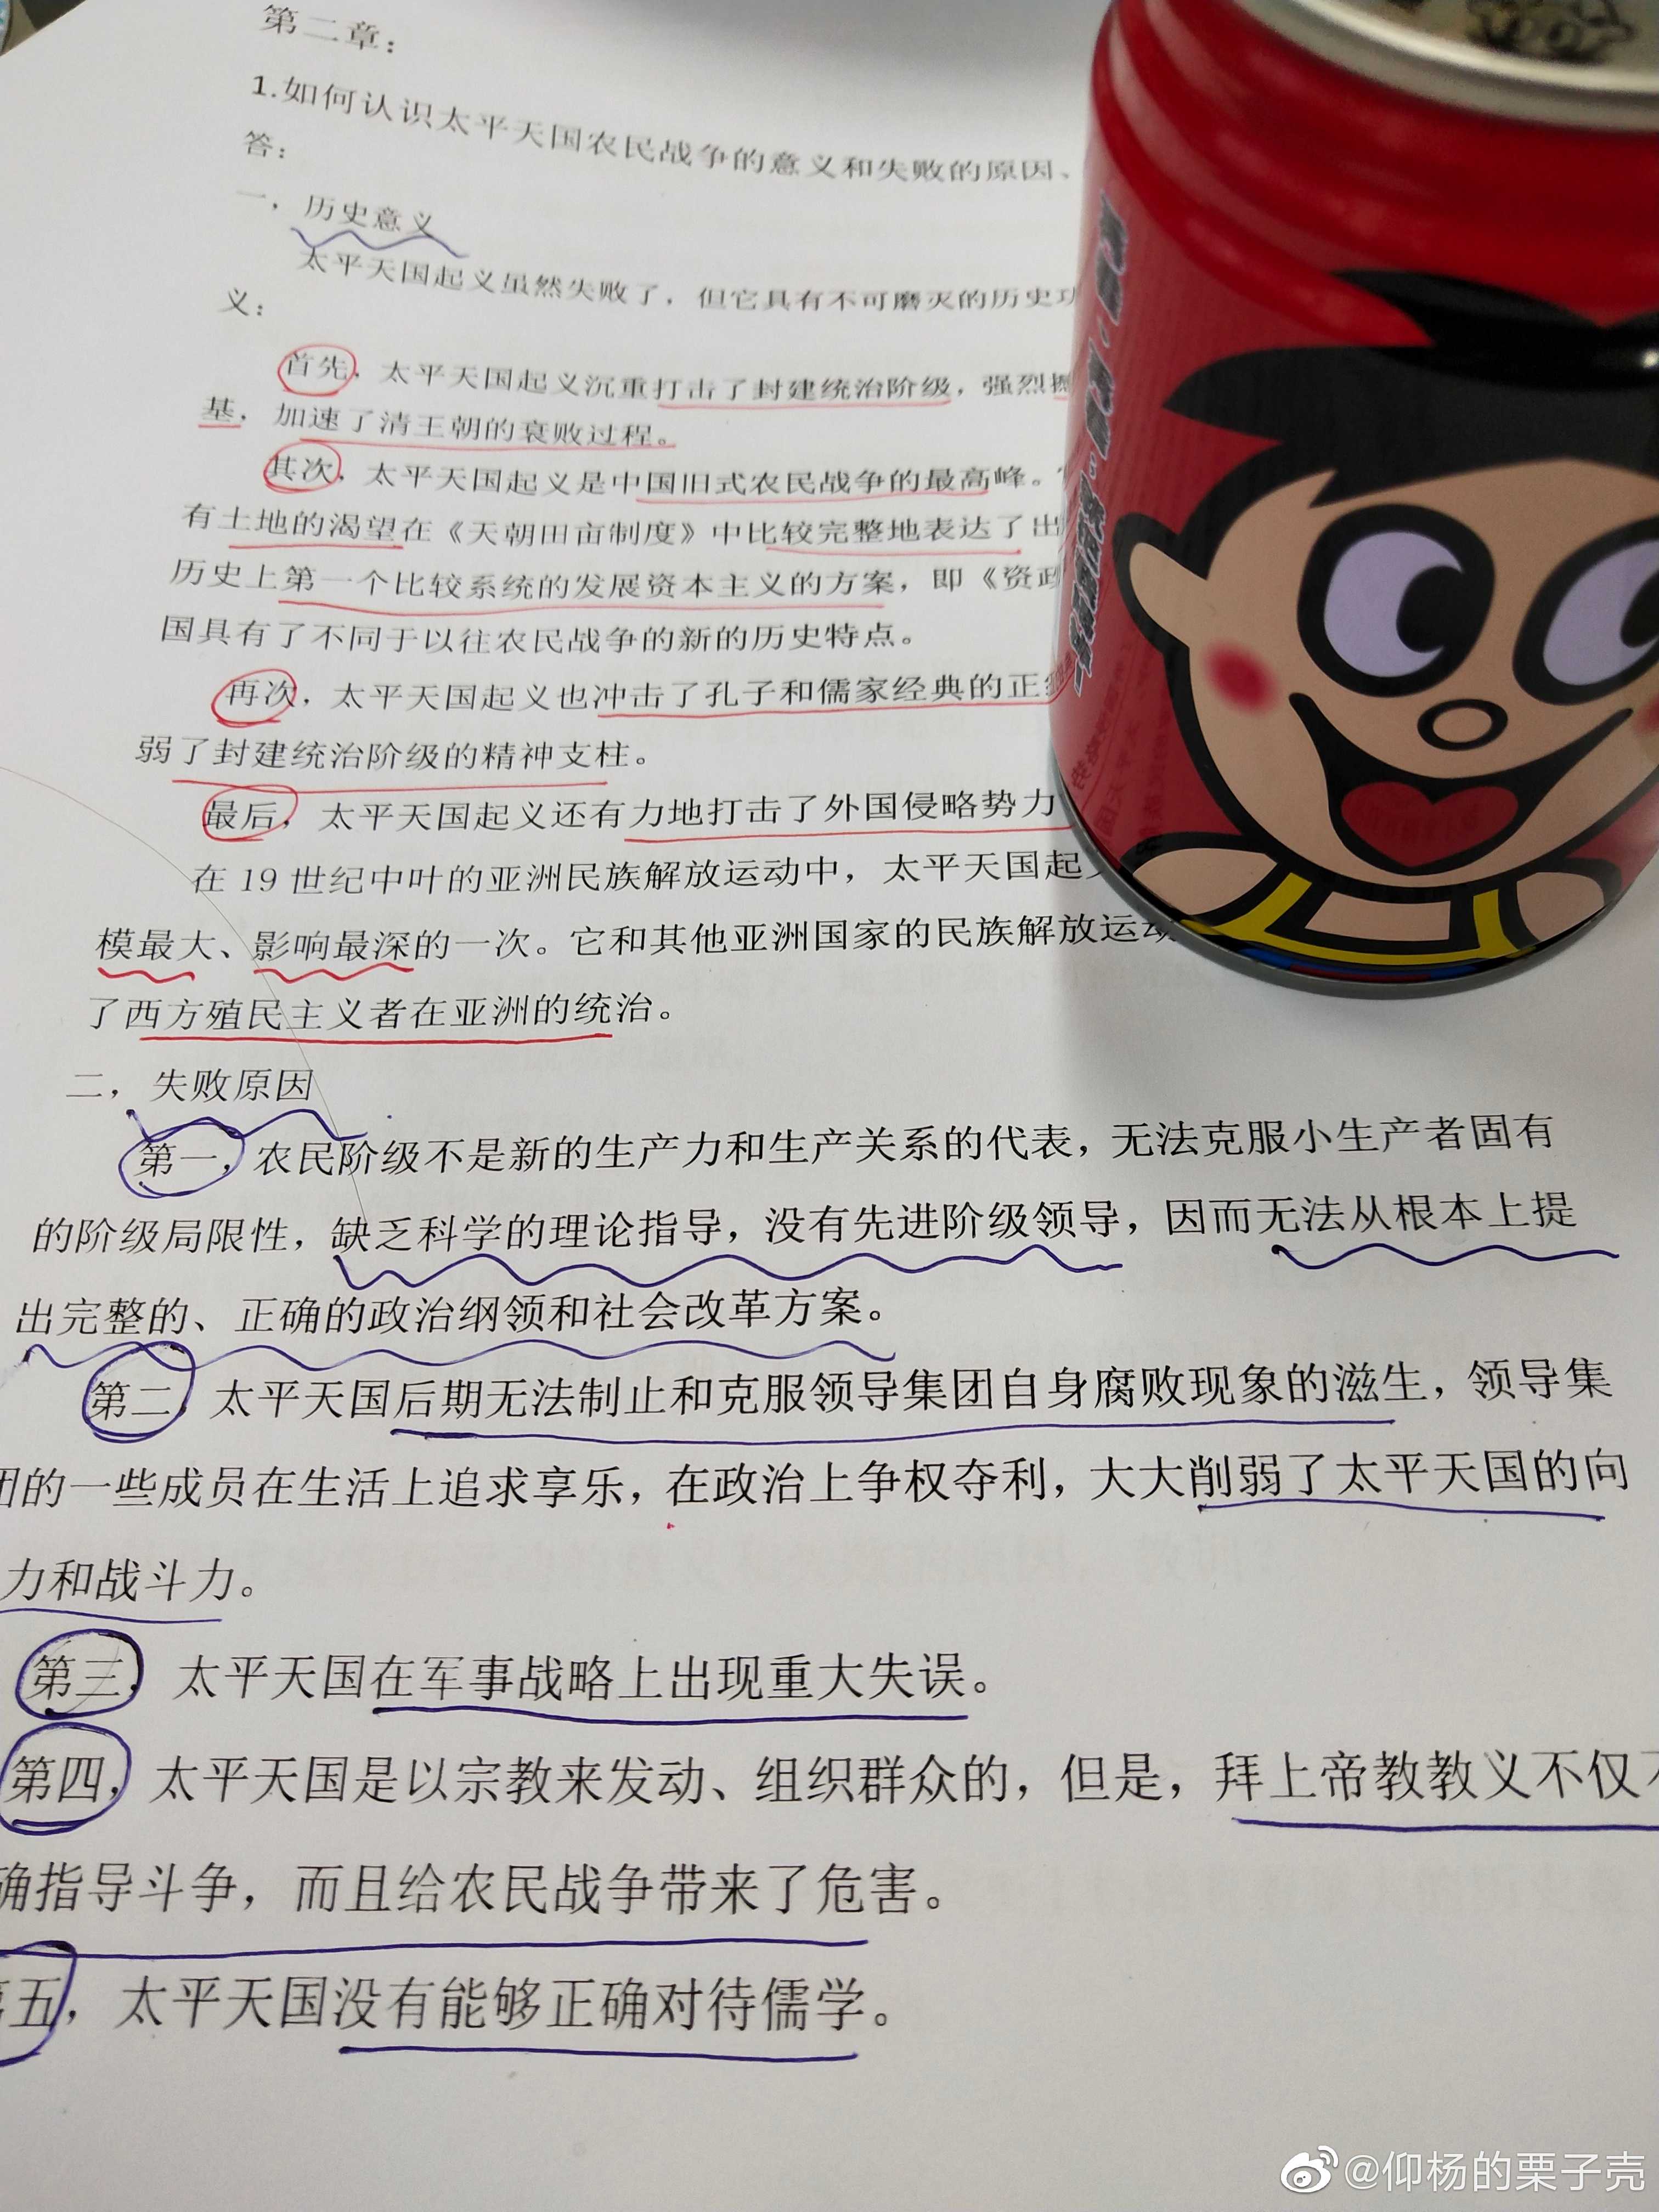 第二章：
1.如何认识太平天国农民战争的意义和失败的原因、
答：
一，历史意义
太平天国起义虽然失败了，但它具有不可磨灭的历史功
义：
首先，太平天国起义沉重打击了封建统治阶级，强烈
基，加速了清王朝的衰败过程。
其次，太平天国起义是中国旧式农民战争的最高峰。
有土地的渴望在《天朝田亩制度》中比较完整地表达了出
历史上第一个比较系统的发展资本主义的方案，即《资政
国具有了不同于以往农民战争的新的历史特点。
再次，太平天国起义也冲击了孔子和儒家经典的正
弱了封建统治阶级的精神支柱。
最后，太平天国起义还有力地打击了外国侵略势力
在19世纪中叶的亚洲民族解放运动中，太平天国起义
模最大、影响最深的一次。它和其他亚洲国家的民族解放运动
了西方殖民主义者在亚洲的统治。
二，失败原因
第一，农民阶级不是新的生产力和生产关系的代表，无法克服小生产者固有
的阶级局限性，缺乏科学的理论指导，没有先进阶级领导，因而无法从根本上提
出完整的、正确的政治纲领和社会改革方案。
第二，太平天国后期无法制止和克服领导集团自身腐败现象的滋生，领导集
团的一些成员在生活上追求享乐，在政治上争权夺利，大大削弱了太平天国的向
力和战斗力。
第三，太平天国在军事战略上出现重大失误。
第四，太平天国是以宗教来发动、组织群众的，但是，拜上帝教教义不仅不
确指导斗争，而且给农民战争带来了危害。
第五，太平天国没有能够正确对待儒学。
@仰杨的栗子壳